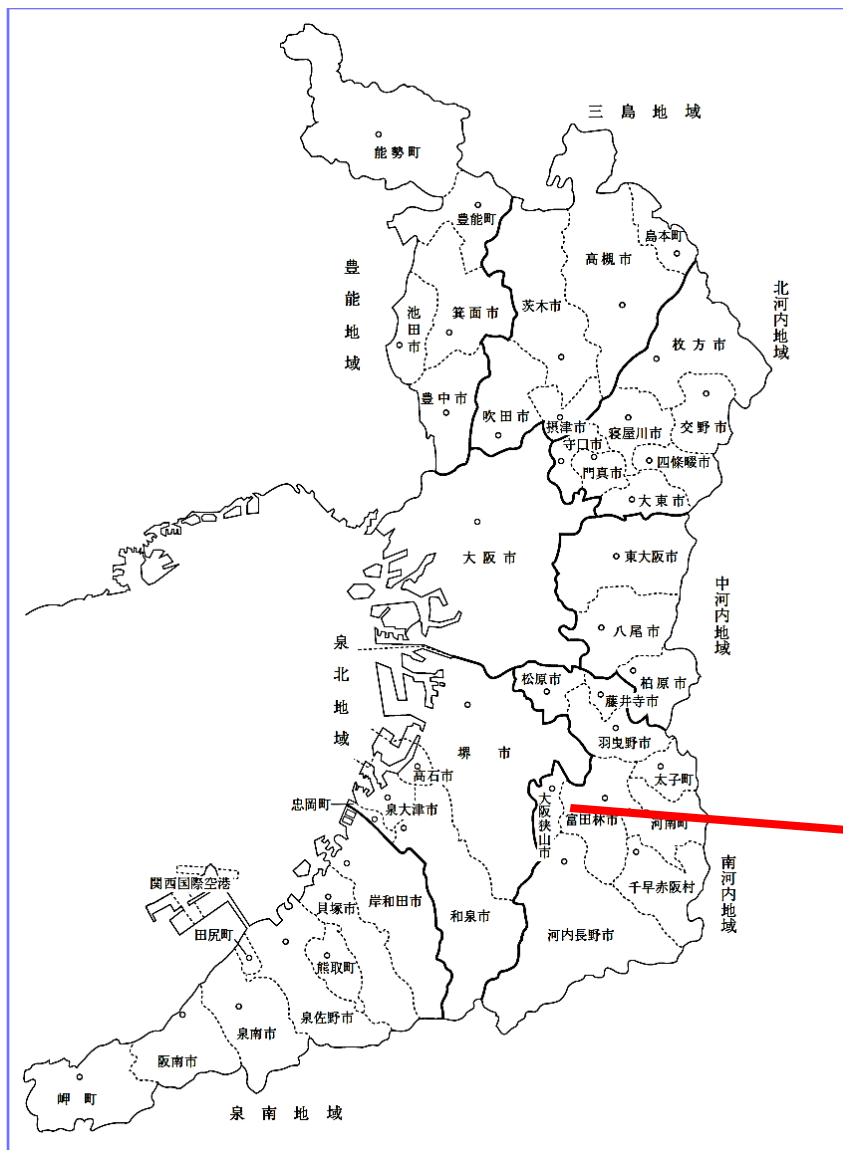 三島地域
能勢町
豊能町
島本町
高槻市
豊能地域
北河内地域
茨木市
箕面市
池田市
枚方市
豊中市
吹田市
摂津市
寝屋川市
交野市
守口市
門真市
四條畷市
大東市
大阪市
東大阪市
中河内地域
八尾市
泉北地域
松原市
柏原市
藤井寺市
羽曳野市
堺市
高石市
太子町
忠岡町
泉大津市
大阪狭山市
富田林市
河南町
南河内地域
関西国際空港
貝塚市
岸和田市
和泉市
千早赤阪村
田尻町
河内長野市
熊取町
泉佐野市
泉南市
阪南市
岬町
泉南地域